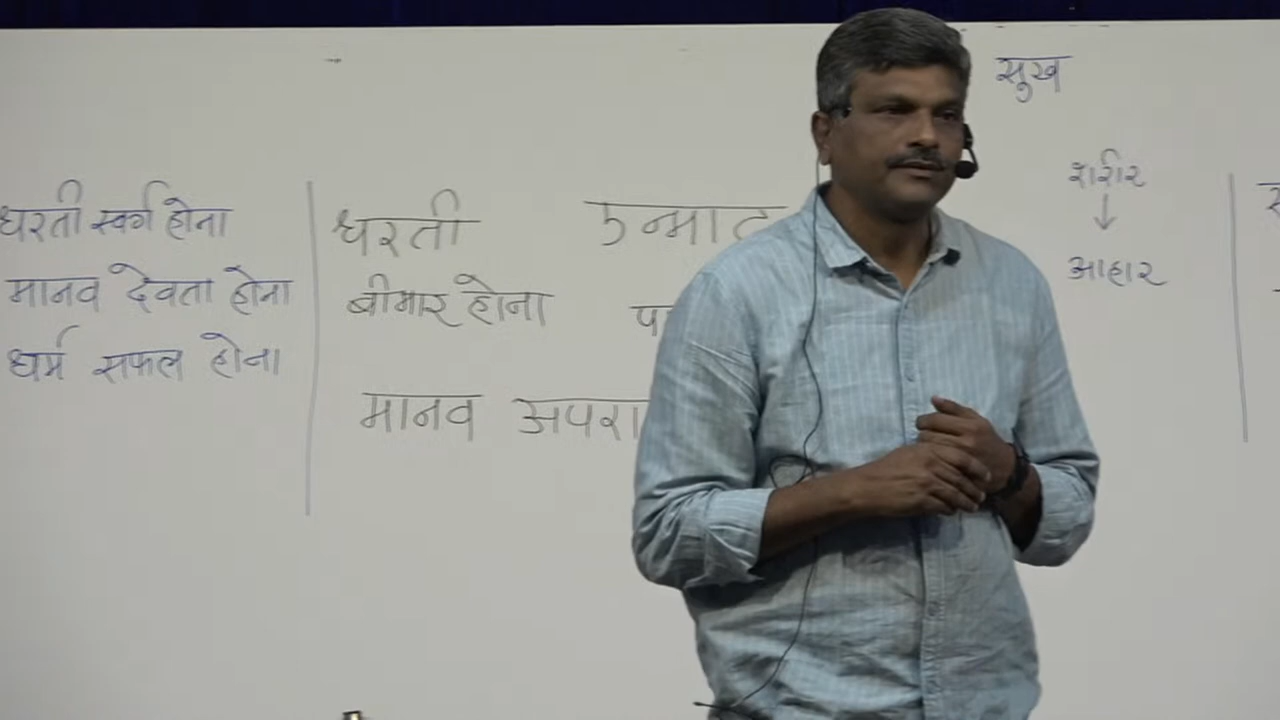 सुख
धरती स्वर्ग होना
मानव देवता होना
धर्म सफल होना
धरती
बीमार होना
मानव
शरीर
↓
आहार